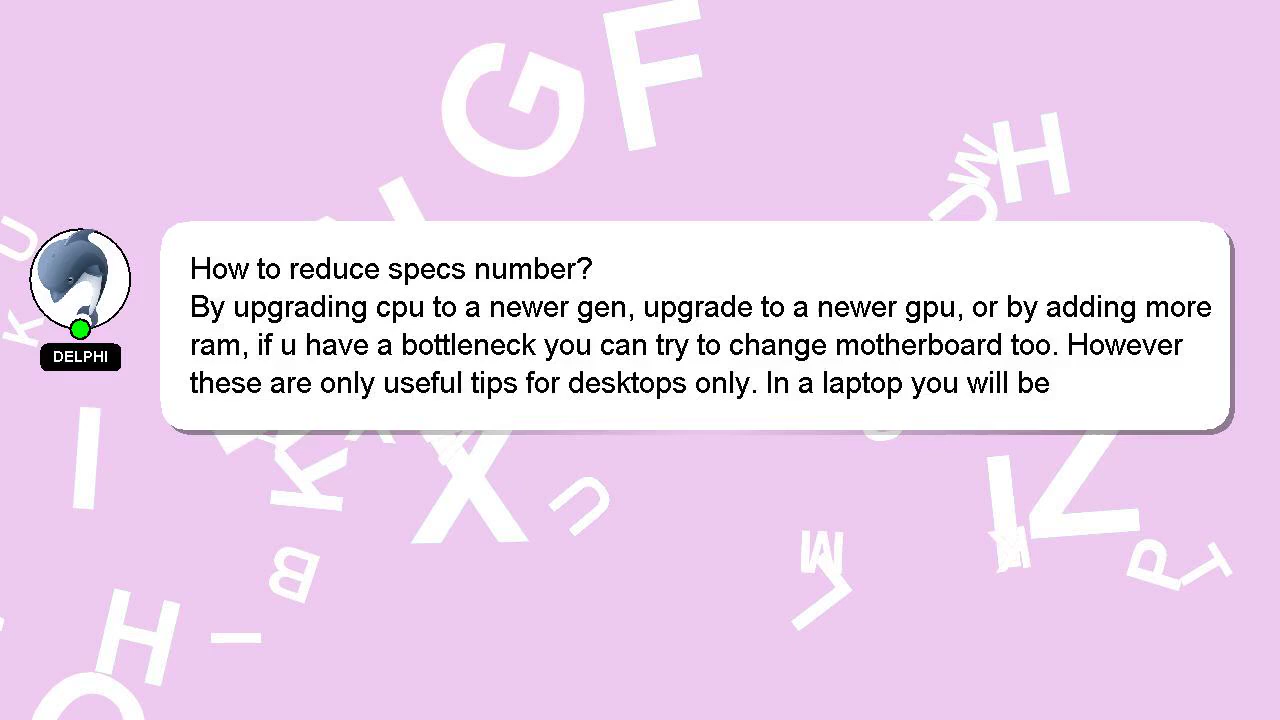 How to reduce specs number?
By upgrading cpu to a newer gen, upgrade to a newer gpu, or by adding more
ram, if u have a bottleneck you can try to change motherboard too. However
these are only useful tips for desktops only. In a laptop you will be
DELPHI
G
F
W
H
U
K
I
K
X
U
B
H
I
M
L
Z
P
T